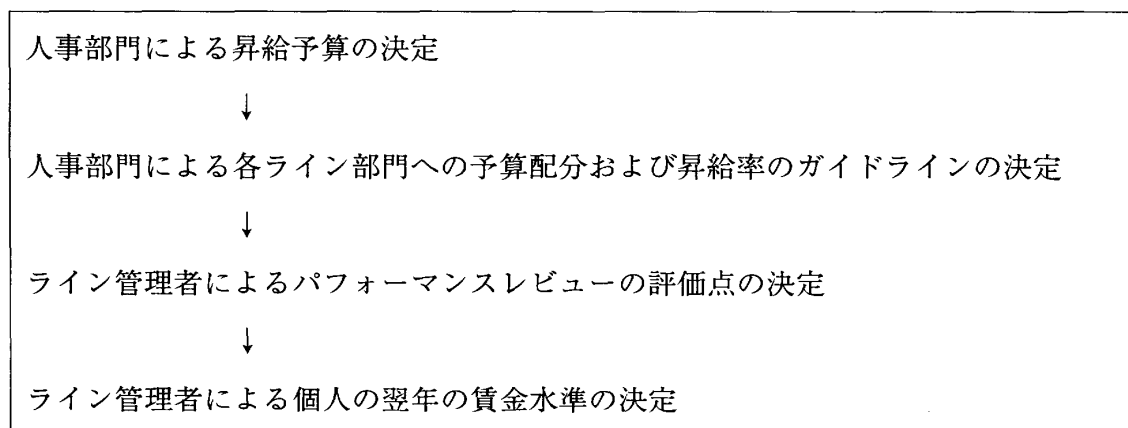 人事部門による昇給予算の決定
↓
人事部門による各ライン部門への予算配分および昇給率のガイドラインの決定
↓
ライン管理者によるパフォーマンスレビューの評価点の決定
↓
ライン管理者による個人の翌年の賃金水準の決定